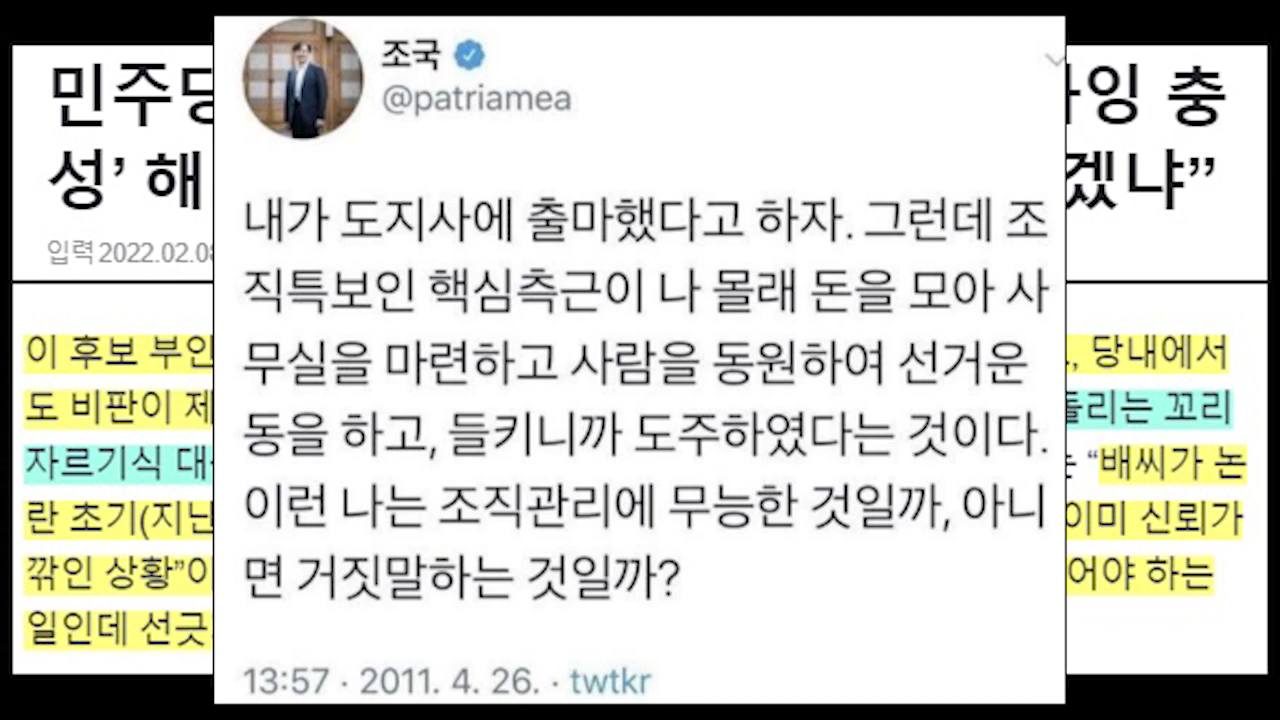 조국
@patriamea
내가 도지사에 출마했다고 하자. 그런데 조
직특보인 핵심측근이 나 몰래 돈을 모아 사
무실을 마련하고 사람을 동원하여 선거운
동을 하고, 들키니까 도주하였다는 것이다.
이런 나는 조직관리에 무능한 것일까, 아니
면 거짓말하는 것일까?
13:57 · 2011. 4. 26. · twtkr
민주당
충
성’ 해
겠냐”
입력 2022.02.08
이 후보 부인
당내에서
도 비판이 제
들리는 꼬리
자르기식 대
“배씨가 논
란 초기(지난
이미 신뢰가
깎인 상황”이
어야 하는
일인데 선긋